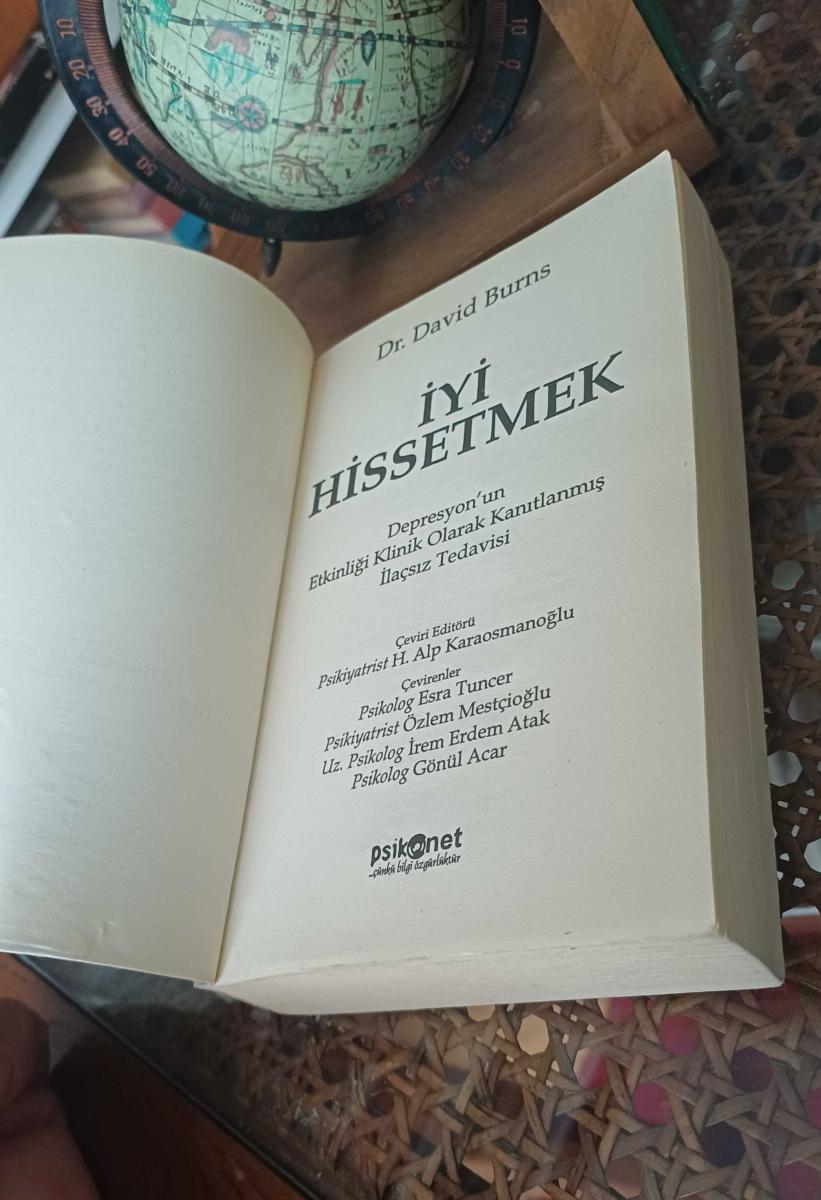 Dr. David Burns
İYİ
HİSSETMEK
Depresyon'un
Etkinliği Klinik Olarak Kanıtlanmış
İlaçsız Tedavisi
Çeviri Editörü
Psikiyatrist H. Alp Karaosmanoğlu
Çevirenler
Psikolog Esra Tuncer
Psikiyatrist Özlem Mestçioğlu
Uz. Psikolog İrem Erdem Atak
Psikolog Gönül Acar
psikonet
...çünkü bilgi özgürlüktür